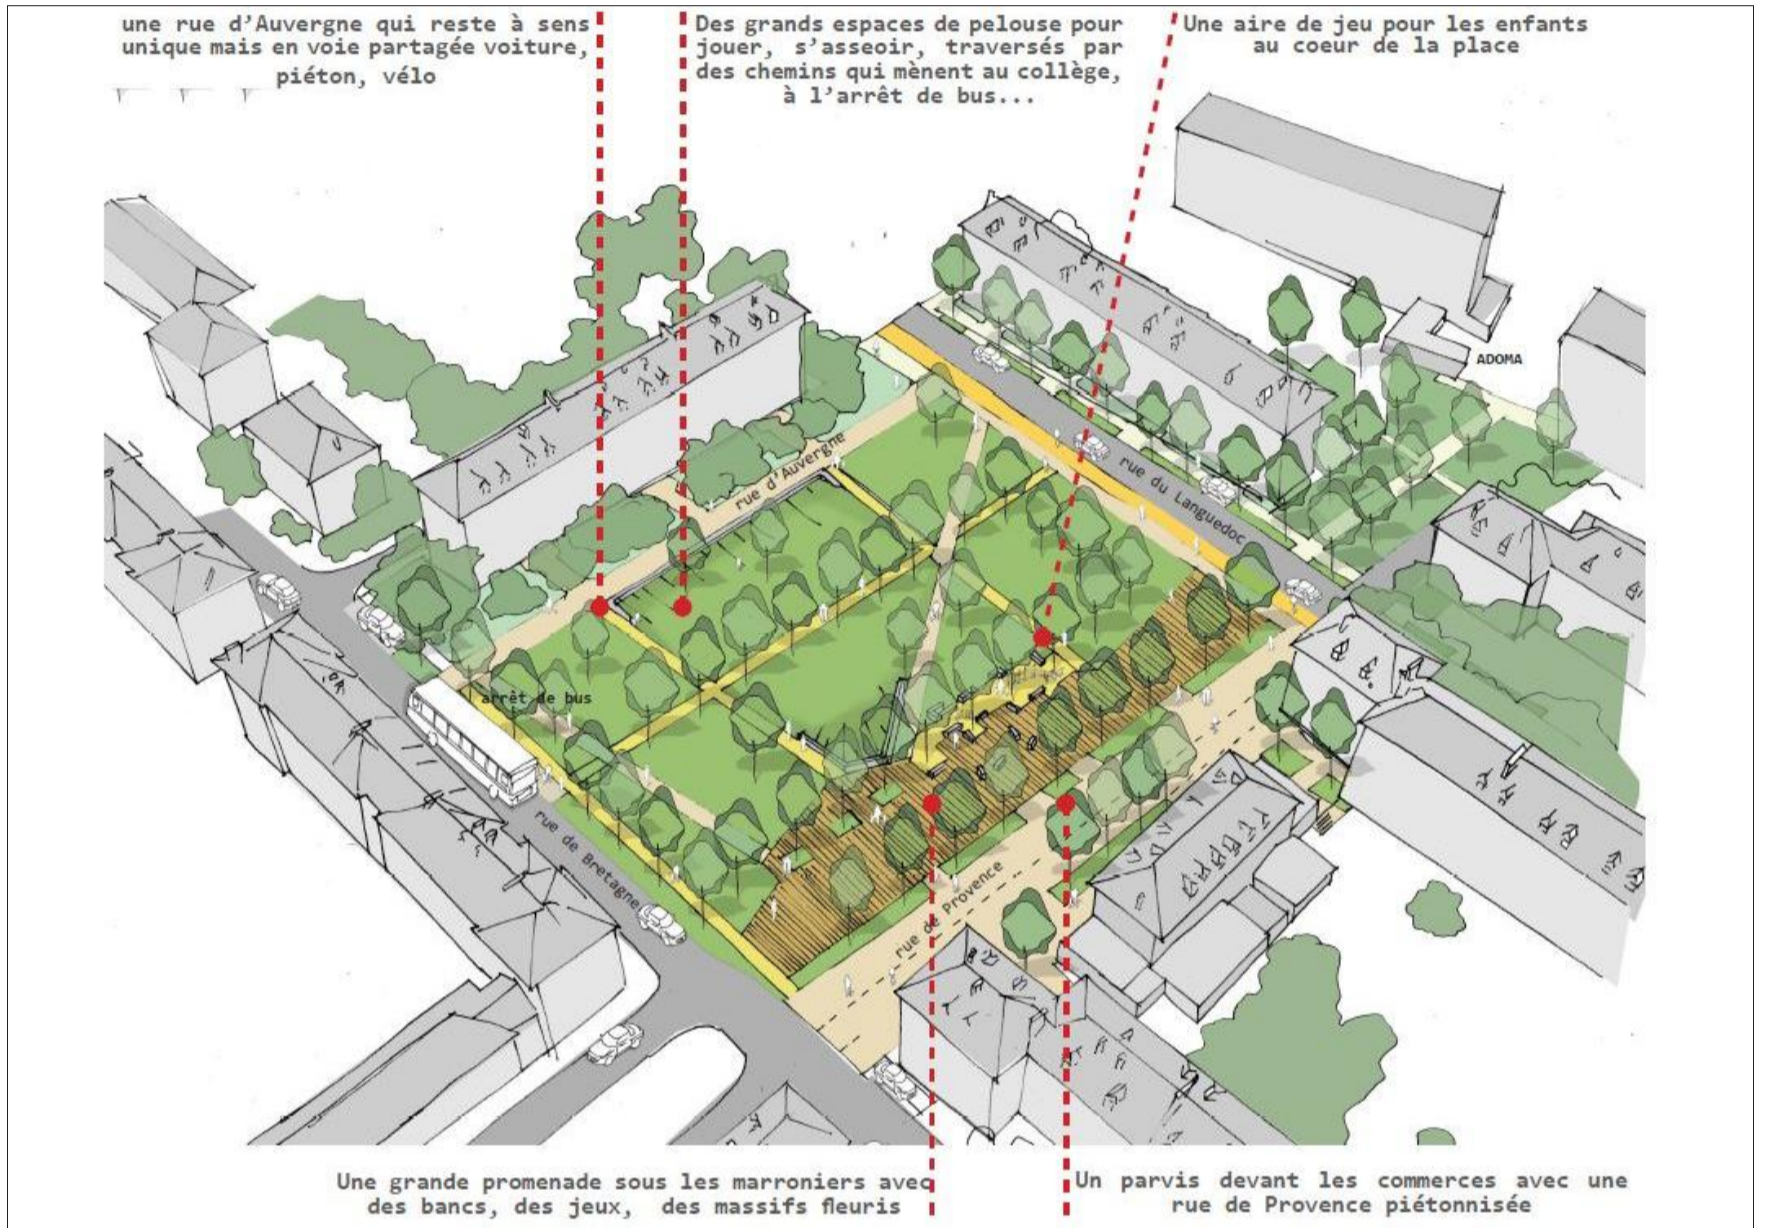 une rue d’Auvergne qui reste à sens
unique mais en voie partagée voiture,
piéton, vélo
Des grands espaces de pelouse pour
jouer, s’asseoir, traversés par
des chemins qui mènent au collège,
à l’arrêt de bus...
Une aire de jeu pour les enfants
au coeur de la place
ADOMA
rue d’Auvergne
rue du Languedoc
arrêt de bus
rue de Bretagne
rue de Provence
Une grande promenade sous les marroniers avec
des bancs, des jeux, des massifs fleuris
Un parvis devant les commerces avec une
rue de Provence piétonnisée